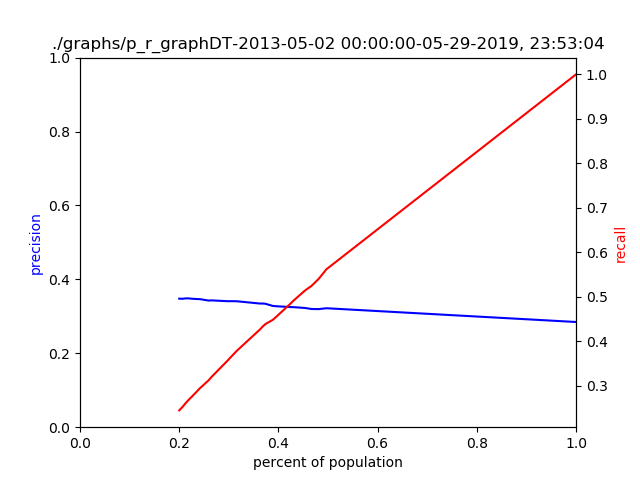 ./graphs/p_r_graphDT-2013-05-02 00:00:00-05-29-2019, 23:53:04
1.0
0.8
0.6
0.4
0.2
0.0
precision
0.0 0.2 0.4 0.6 0.8 1.0
percent of population
1.0
0.9
0.8
0.7
0.6
0.5
0.4
0.3
recall